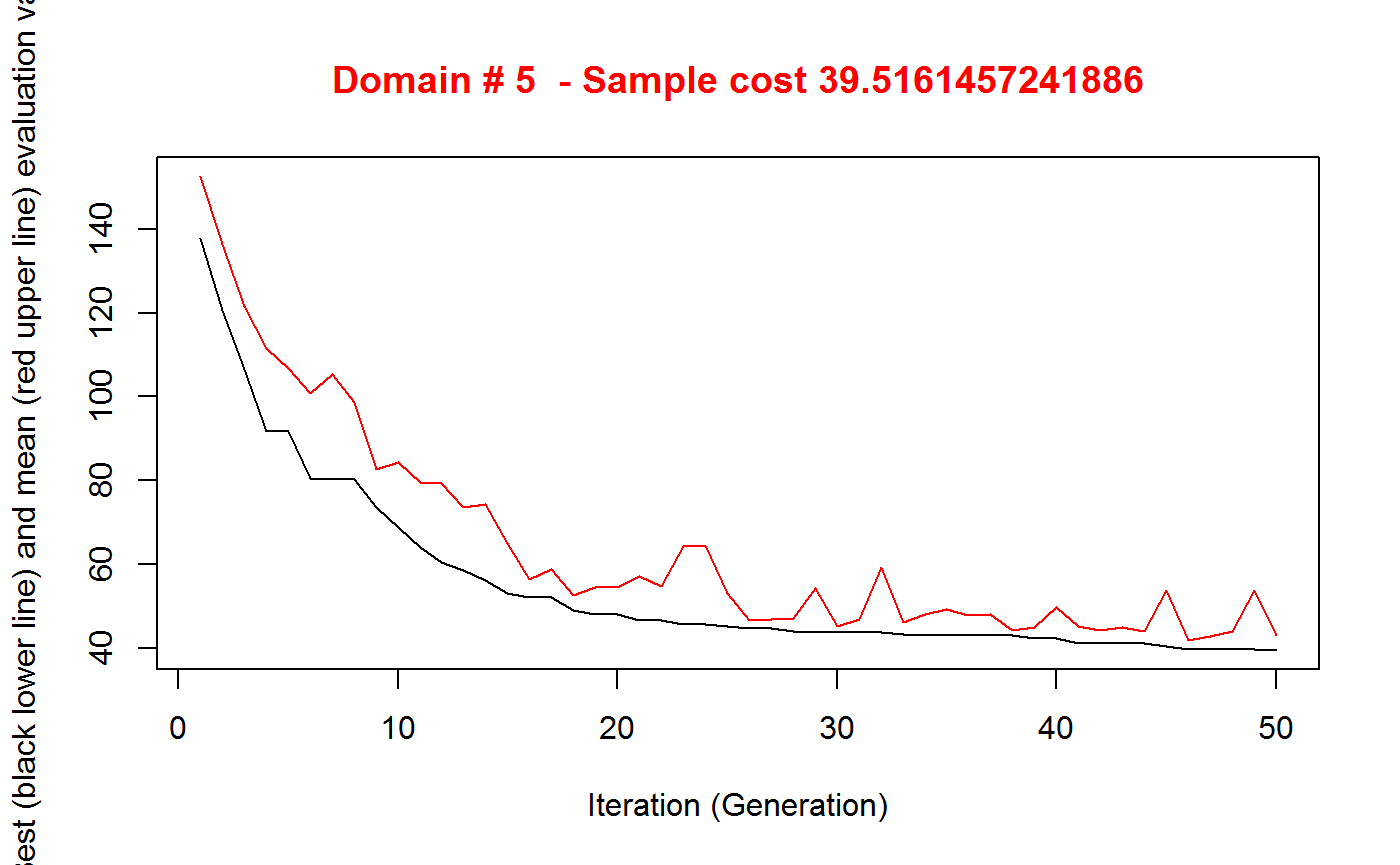 Domain # 5  - Sample cost 39.5161457241886
est (black lower line) and mean (red upper line) evaluation va
140
120
100
80
60
40
0 10 20 30 40 50
Iteration (Generation)